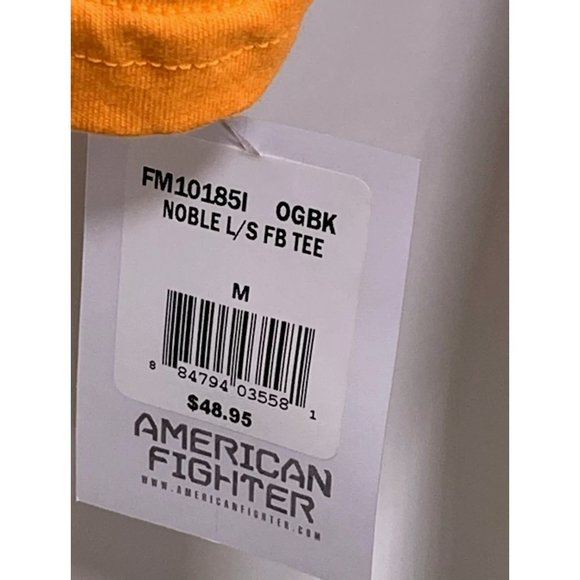 FM10185I OGBK
NOBLE L/S FB TEE
M
8 84794 03558 1
$48.95
AMERICAN
FIGHTER
WWW.AMERICANFIGHTER.COM